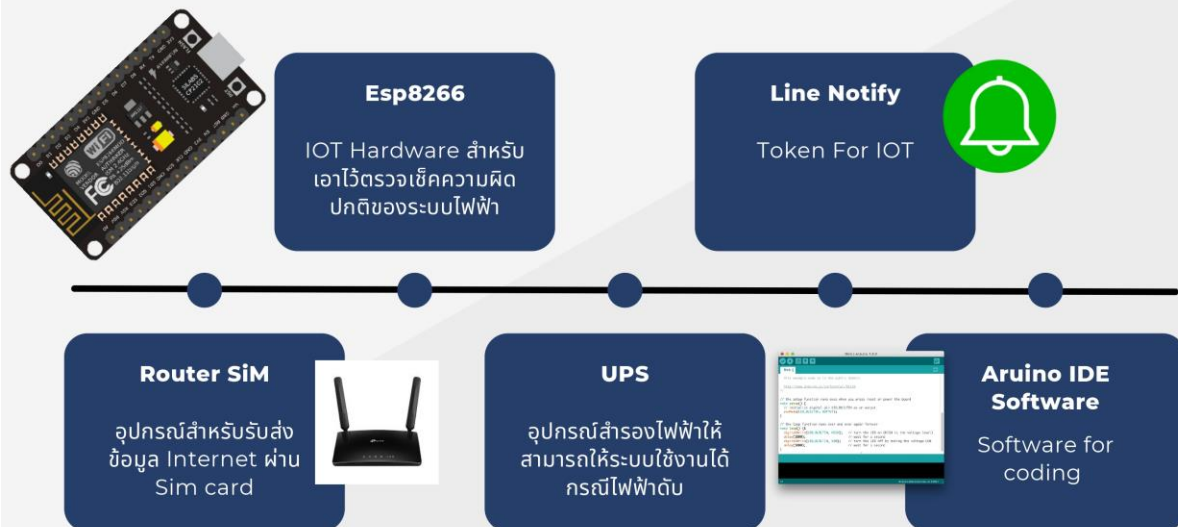 Esp8266
IOT Hardware สำหรับ
เอาไว้ตรวจเช็คความผิด
ปกติของระบบไฟฟ้า
Line Notify
Token For IOT
Router SiM
อุปกรณ์สำหรับรับส่ง
ข้อมูล Internet ผ่าน
Sim card
UPS
อุปกรณ์สำรองไฟฟ้าให้
สามารถให้ระบบใช้งานได้
กรณีไฟฟ้าดับ
Aruino IDE
Software
Software for
coding
WiFi
SILABS
CP2102